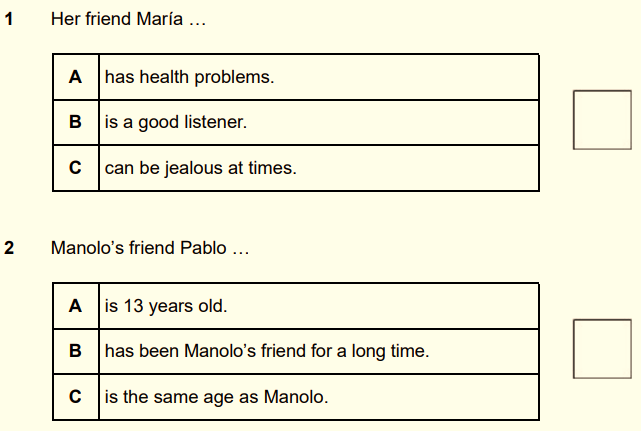 1 Her friend María …
A has health problems.
B is a good listener.
C can be jealous at times.
2 Manolo’s friend Pablo …
A is 13 years old.
B has been Manolo’s friend for a long time.
C is the same age as Manolo.